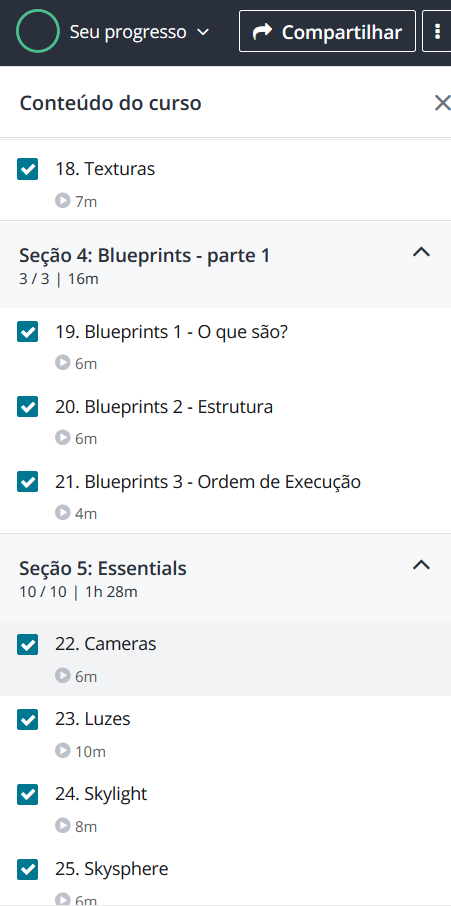 Seu progresso
Compartilhar
Conteúdo do curso
18. Texturas
7m
Seção 4: Blueprints - parte 1
3 / 3 | 16m
19. Blueprints 1 - O que são?
6m
20. Blueprints 2 - Estrutura
6m
21. Blueprints 3 - Ordem de Execução
4m
Seção 5: Essentials
10 / 10 | 1h 28m
22. Cameras
6m
23. Luzes
10m
24. Skylight
8m
25. Skysphere
6m